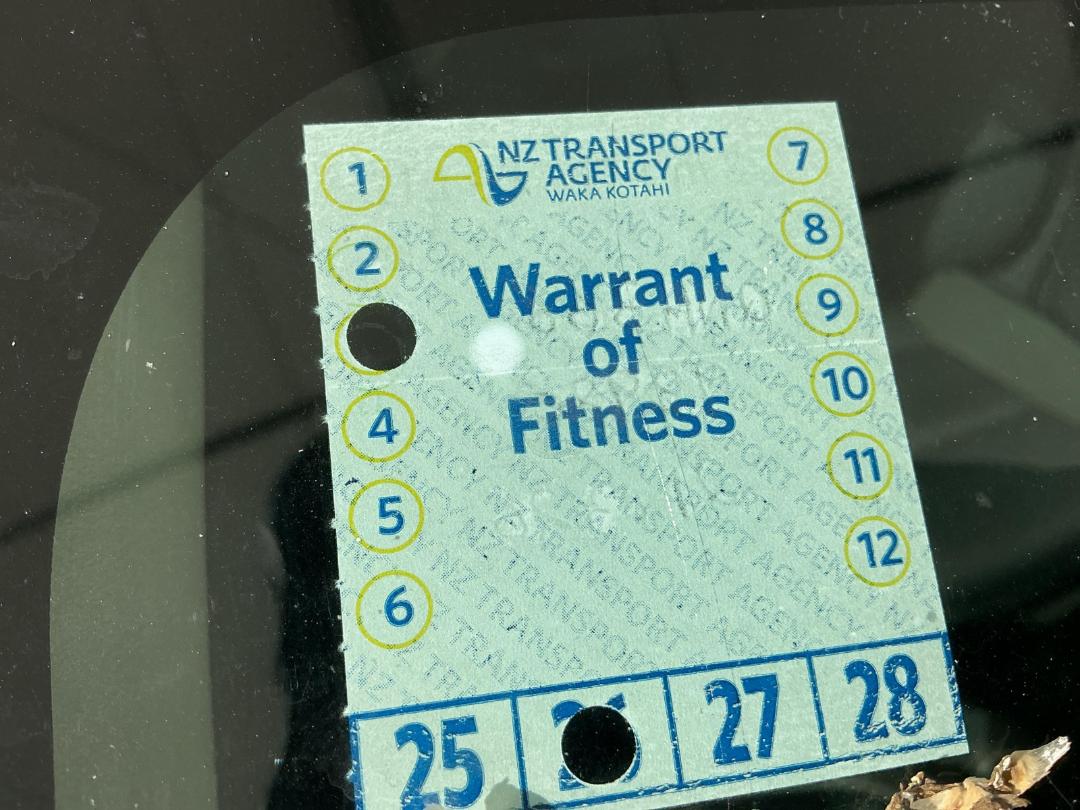 NZ TRANSPORT
AGENCY
WAKA KOTAHI
1
2
4
5
6
Warrant
of
Fitness
7
8
9
10
11
12
25
27
28